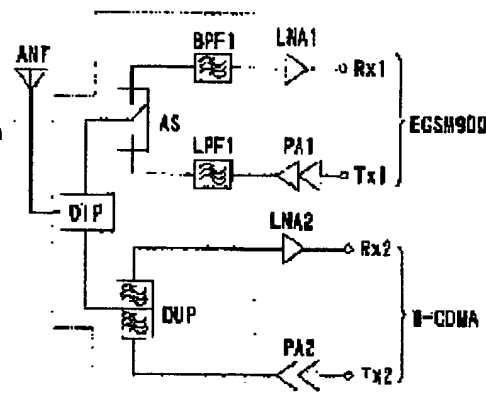 BPF1 LNA1
ANT
Rx1
AS
EGSM900
LPF1 PA1
Tx1
DIP
LNA2
Rx2
DUP
W-CDMA
PA2
Tx2